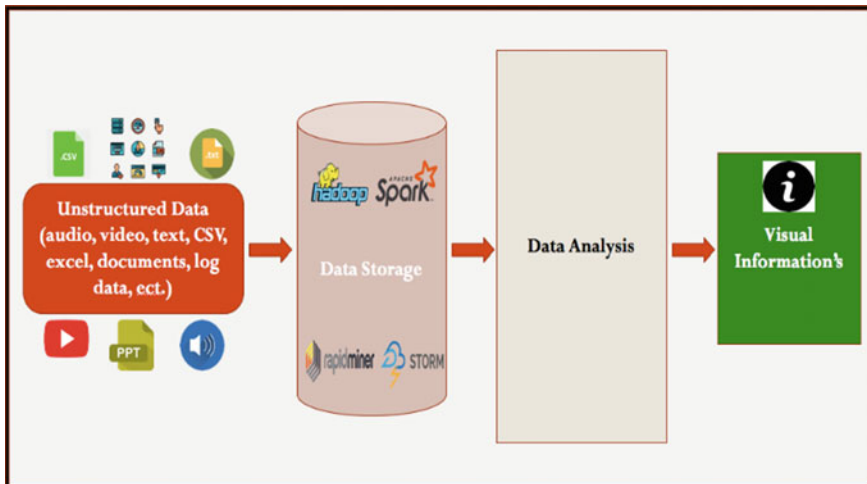 .CSV
.txt
Unstructured Data
(audio, video, text, CSV,
excel, documents, log
data, ect.)
PPT
hadoop
APACHE
Spark
Data Storage
rapidminer
STORM
Data Analysis
i
Visual
Information's